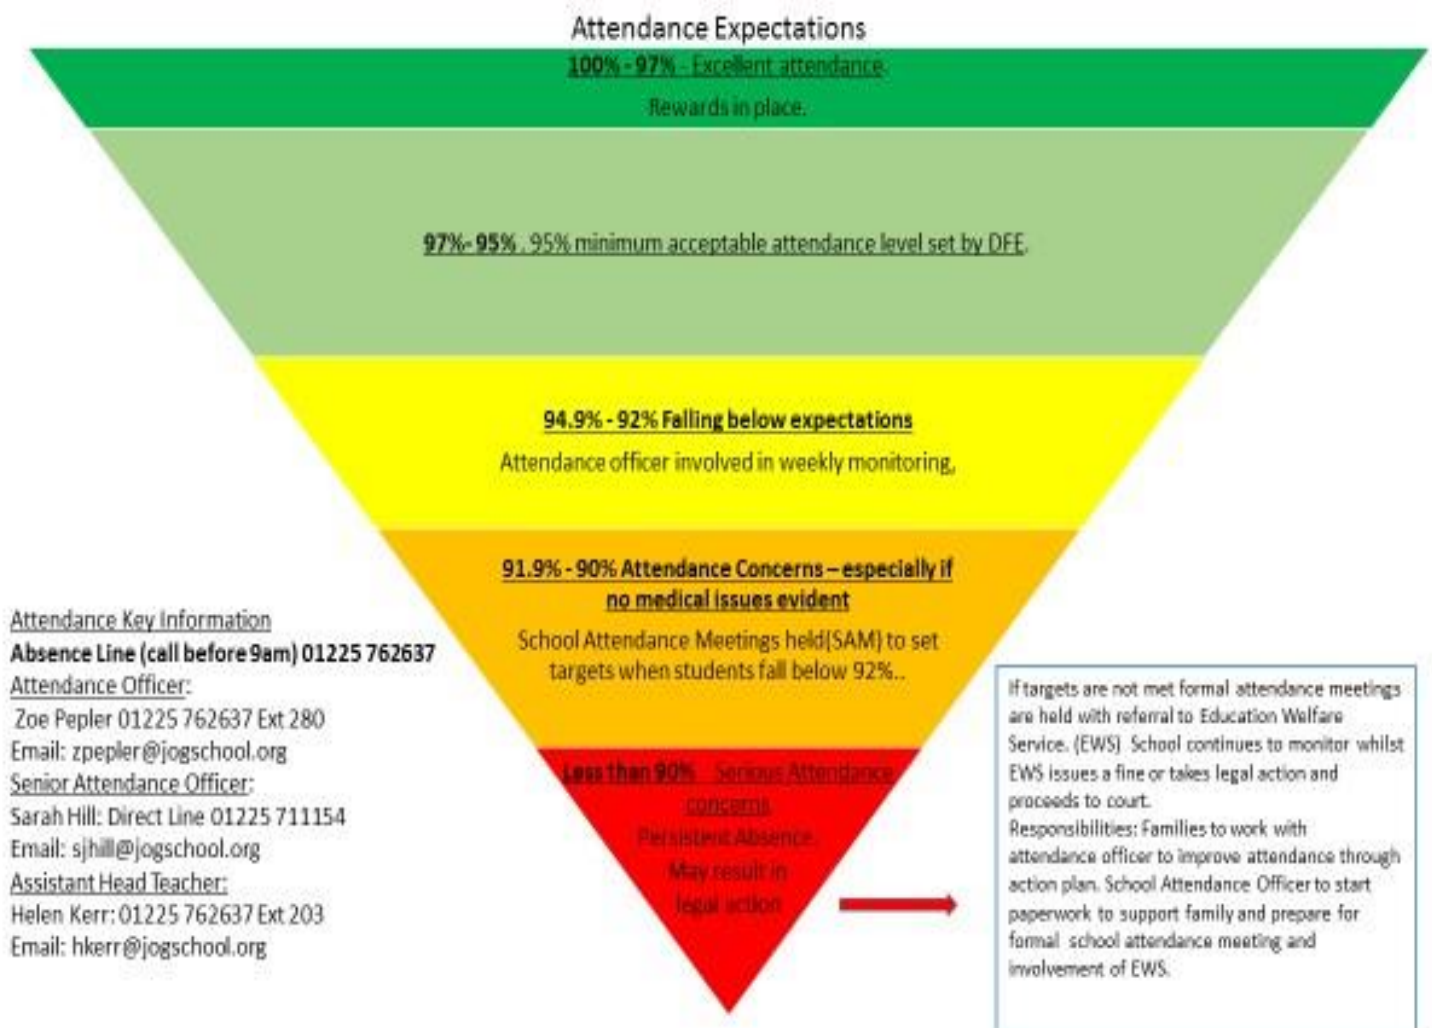 Attendance Expectations
100% - 97% - Excellent attendance.
Rewards in place.
97%- 95% . 95% minimum acceptable attendance level set by DFE.
94.9% - 92% Falling below expectations
Attendance officer involved in weekly monitoring,
91.9% - 90% Attendance Concerns – especially if
no medical issues evident
School Attendance Meetings held(SAM) to set
targets when students fall below 92%..
Less than 90% Serious Attendance
concerns.
Persistent Absence.
May result in
legal action
Attendance Key Information
Absence Line (call before 9am) 01225 762637
Attendance Officer:
Zoe Pepler 01225 762637 Ext 280
Email: zpepler@jogschool.org
Senior Attendance Officer:
Sarah Hill: Direct Line 01225 711154
Email: sjhill@jogschool.org
Assistant Head Teacher:
Helen Kerr: 01225 762637 Ext 203
Email: hkerr@jogschool.org
If targets are not met formal attendance meetings
are held with referral to Education Welfare
Service. (EWS) School continues to monitor whilst
EWS issues a fine or takes legal action and
proceeds to court.
Responsibilities: Families to work with
attendance officer to improve attendance through
action plan. School Attendance Officer to start
paperwork to support family and prepare for
formal school attendance meeting and
involvement of EWS.